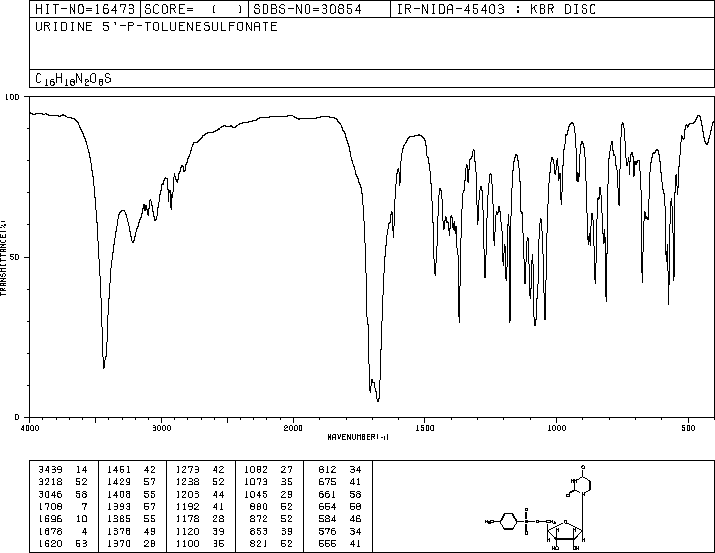 HIT-NO=16473 SCORE= ( ) SDBS-NO=30854 IR-NIDA-45403 : KBR DISC
URIDINE 5'-P-TOLUENESULFONATE
C16H18N2O8S
100
50
0
TRANSMITTANCE(%)
4000 3000 2000 1500 1000 500
WAVENUMBER(-1)
3439 14 1461 42 1273 42 1082 27 812 34
3218 52 1429 57 1238 52 1073 35 675 41
3046 58 1408 55 1203 44 1045 29 661 58
1708 7 1393 57 1192 41 880 52 654 58
1696 10 1385 55 1178 28 872 52 584 46
1678 4 1378 49 1120 39 853 39 576 34
1620 53 1370 28 1100 36 821 52 555 41